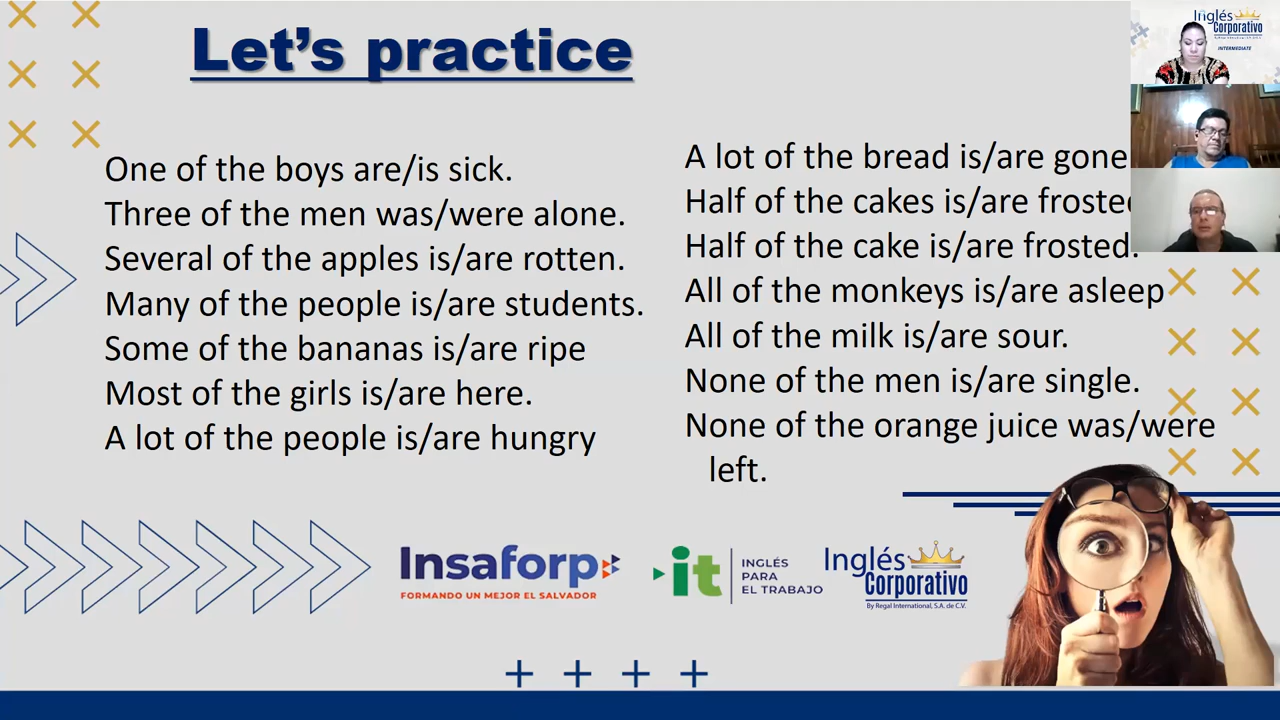 Let's practice
One of the boys are/is sick.
Three of the men was/were alone.
Several of the apples is/are rotten.
Many of the people is/are students.
Some of the bananas is/are ripe
Most of the girls is/are here.
A lot of the people is/are hungry
A lot of the bread is/are gone
Half of the cakes is/are frosted
Half of the cake is/are frosted.
All of the monkeys is/are asleep
All of the milk is/are sour.
None of the men is/are single.
None of the orange juice was/were
left.
Inglés
Corporativo
INTERMEDIATE
Insaforp
FORMANDO UN MEJOR EL SALVADOR
it
INGLÉS
PARA
EL TRABAJO
Inglés
Corporativo
By Regal International, S.A. de C.V.